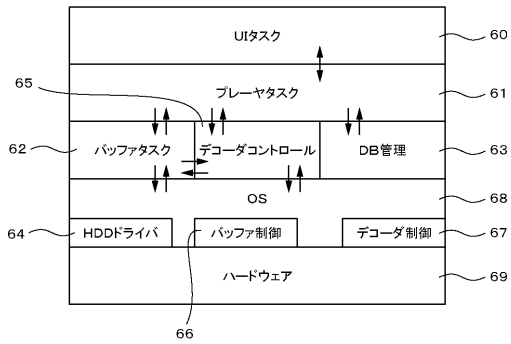 UIタスク
60
65
プレーヤタスク
61
62
バッファタスク
デコーダコントロール
DB管理
63
OS
68
64
HDDドライバ
バッファ制御
デコーダ制御
67
ハードウェア
69
66